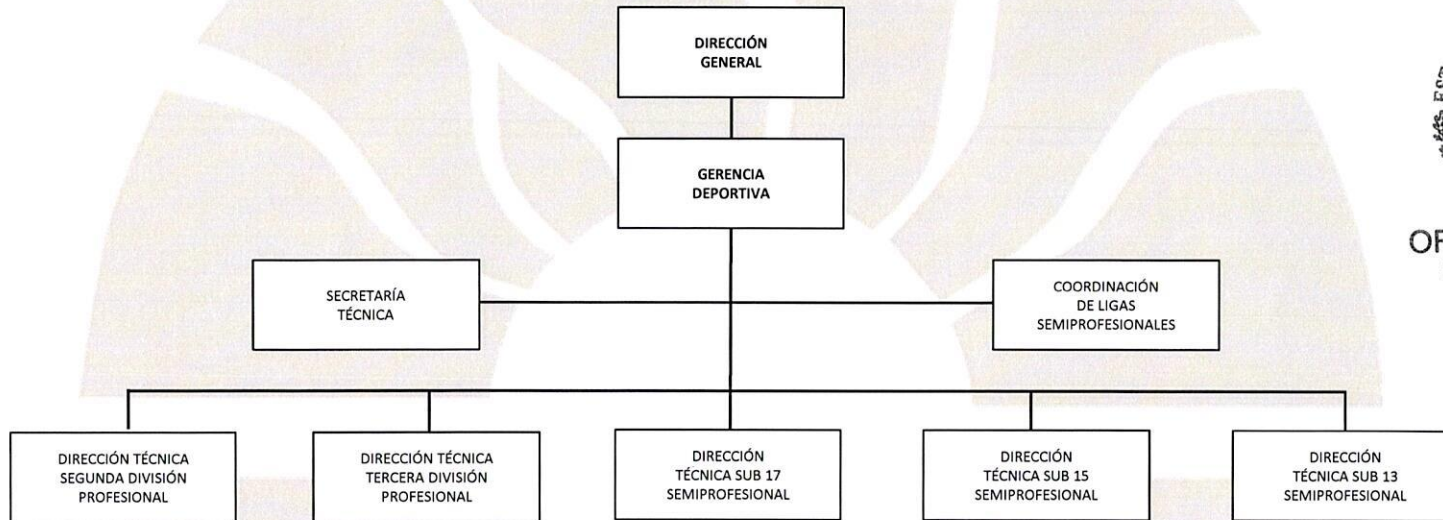 DIRECCIÓN
GENERAL
GERENCIA
DEPORTIVA
SECRETARÍA
TÉCNICA
COORDINACIÓN
DE LIGAS
SEMIPROFESIONALES
DIRECCIÓN TÉCNICA
SEGUNDA DIVISIÓN
PROFESIONAL
DIRECCIÓN TÉCNICA
TERCERA DIVISIÓN
PROFESIONAL
DIRECCIÓN
TÉCNICA SUB 17
SEMIPROFESIONAL
DIRECCIÓN
TÉCNICA SUB 15
SEMIPROFESIONAL
DIRECCIÓN
TÉCNICA SUB 13
SEMIPROFESIONAL